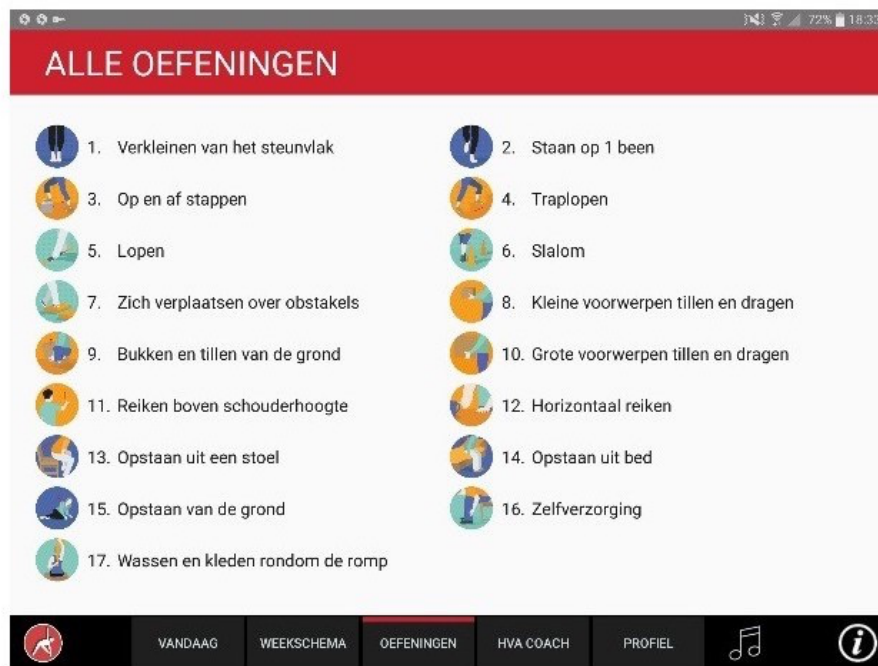 72% 18:33
ALLE OEFENINGEN
1. Verkleinen van het steunvlak
2. Staan op 1 been
3. Op en af stappen
4. Traplopen
5. Lopen
6. Slalom
7. Zich verplaatsen over obstakels
8. Kleine voorwerpen tillen en dragen
9. Bukken en tillen van de grond
10. Grote voorwerpen tillen en dragen
11. Reiken boven schouderhoogte
12. Horizontaal reiken
13. Opstaan uit een stoel
14. Opstaan uit bed
15. Opstaan van de grond
16. Zelfverzorging
17. Wassen en kleden rondom de romp
VANDAAG WEEKSCHEMA OEFENINGEN HVA COACH PROFIEL